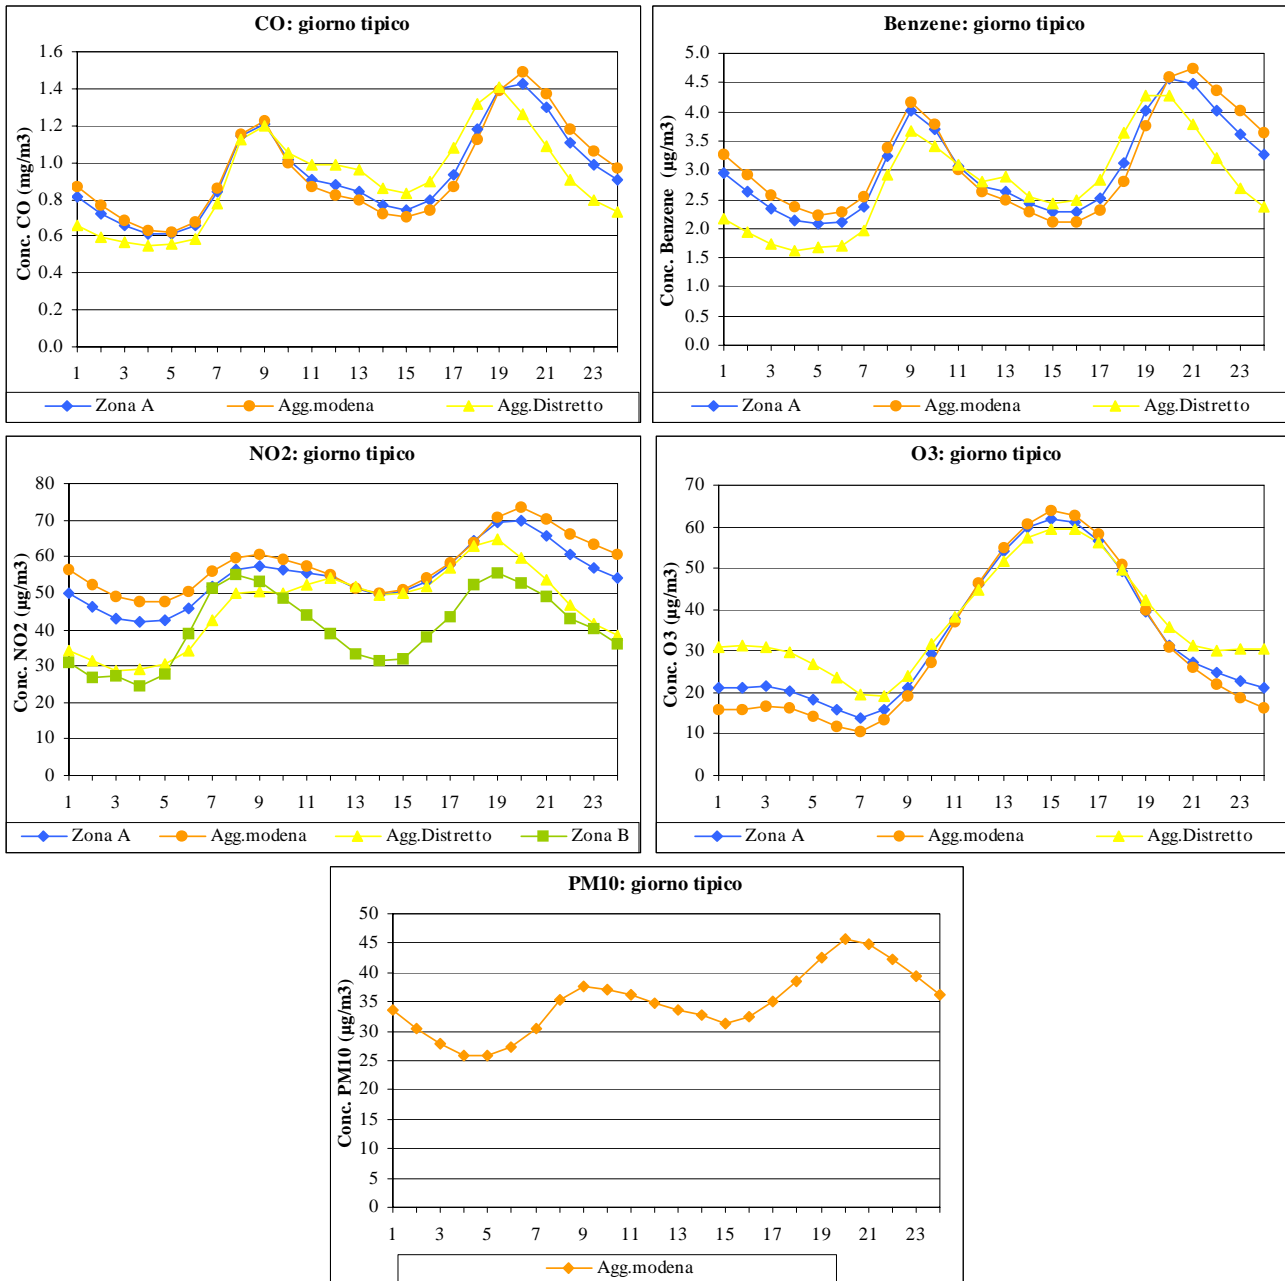 CO: giorno tipico
Conc. CO (mg/m3)
1.6
1.4
1.2
1.0
0.8
0.6
0.4
0.2
0.0
1 3 5 7 9 11 13 15 17 19 21 23
Zona A Agg.modena Agg.Distretto
Benzene: giorno tipico
Conc. Benzene (µg/m3)
5.0
4.5
4.0
3.5
3.0
2.5
2.0
1.5
1.0
0.5
0.0
1 3 5 7 9 11 13 15 17 19 21 23
Zona A Agg.modena Agg.Distretto
NO2: giorno tipico
Conc. NO2 (µg/m3)
80
70
60
50
40
30
20
10
0
1 3 5 7 9 11 13 15 17 19 21 23
Zona A Agg.modena Agg.Distretto Zona B
O3: giorno tipico
Conc. O3 (µg/m3)
70
60
50
40
30
20
10
0
1 3 5 7 9 11 13 15 17 19 21 23
Zona A Agg.modena Agg.Distretto
PM10: giorno tipico
Conc. PM10 (µg/m3)
50
45
40
35
30
25
20
15
10
5
0
1 3 5 7 9 11 13 15 17 19 21 23
Agg.modena